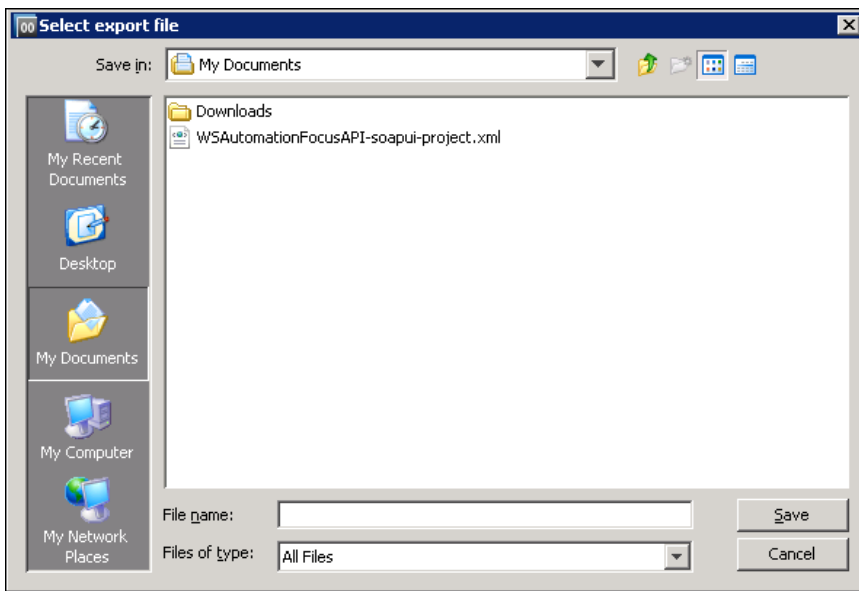 Select export file
Save in:
My Documents
My Recent
Documents
Desktop
My Documents
My Computer
My Network
Places
Downloads
WSAutomationFocusAPI-soapui-project.xml
File name:
Save
Files of type:
All Files
Cancel